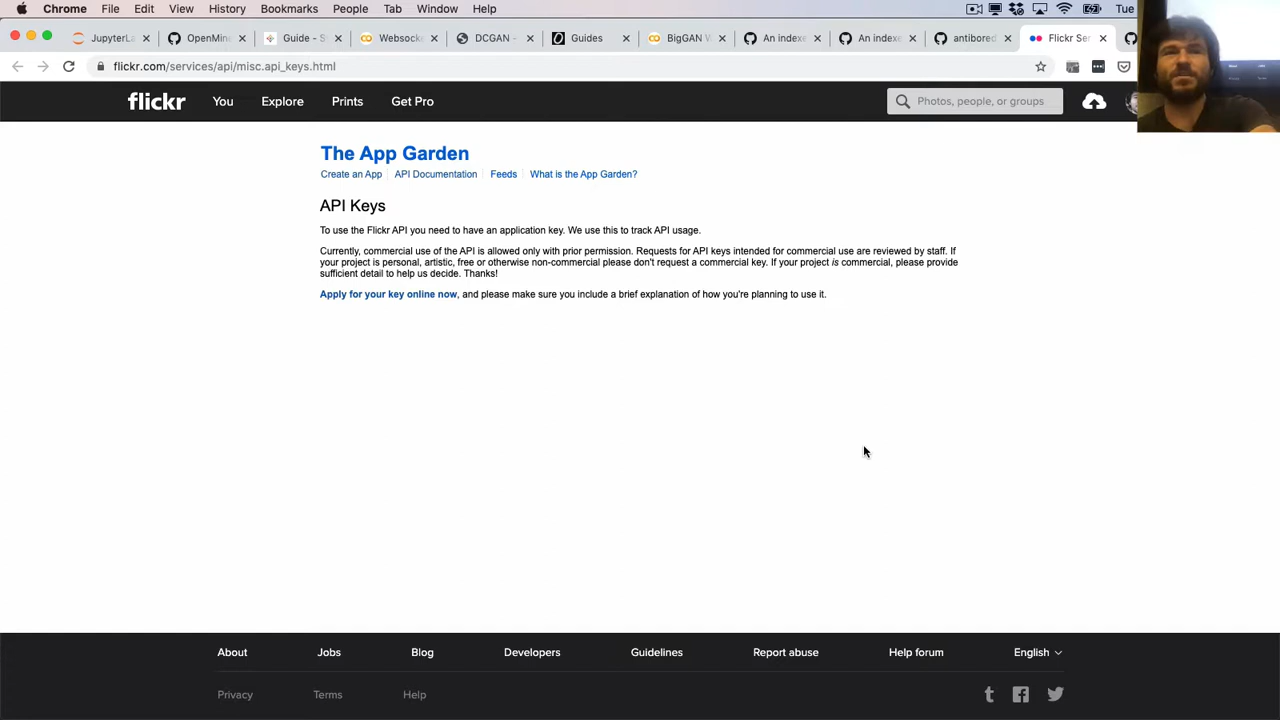 Chrome File Edit View History Bookmarks People Tab Window Help Tue
JupyterLa OpenMine Guide - S Websocke DCGAN - Guides BigGAN W An indexe An indexe antibored Flickr Ser
flickr.com/services/api/misc.api_keys.html
flickr You Explore Prints Get Pro Photos, people, or groups
The App Garden
Create an App API Documentation Feeds What is the App Garden?
API Keys
To use the Flickr API you need to have an application key. We use this to track API usage.
Currently, commercial use of the API is allowed only with prior permission. Requests for API keys intended for commercial use are reviewed by staff. If
your project is personal, artistic, free or otherwise non-commercial please don't request a commercial key. If your project is commercial, please provide
sufficient detail to help us decide. Thanks!
Apply for your key online now, and please make sure you include a brief explanation of how you're planning to use it.
About Jobs Blog Developers Guidelines Report abuse Help forum English
Privacy Terms Help